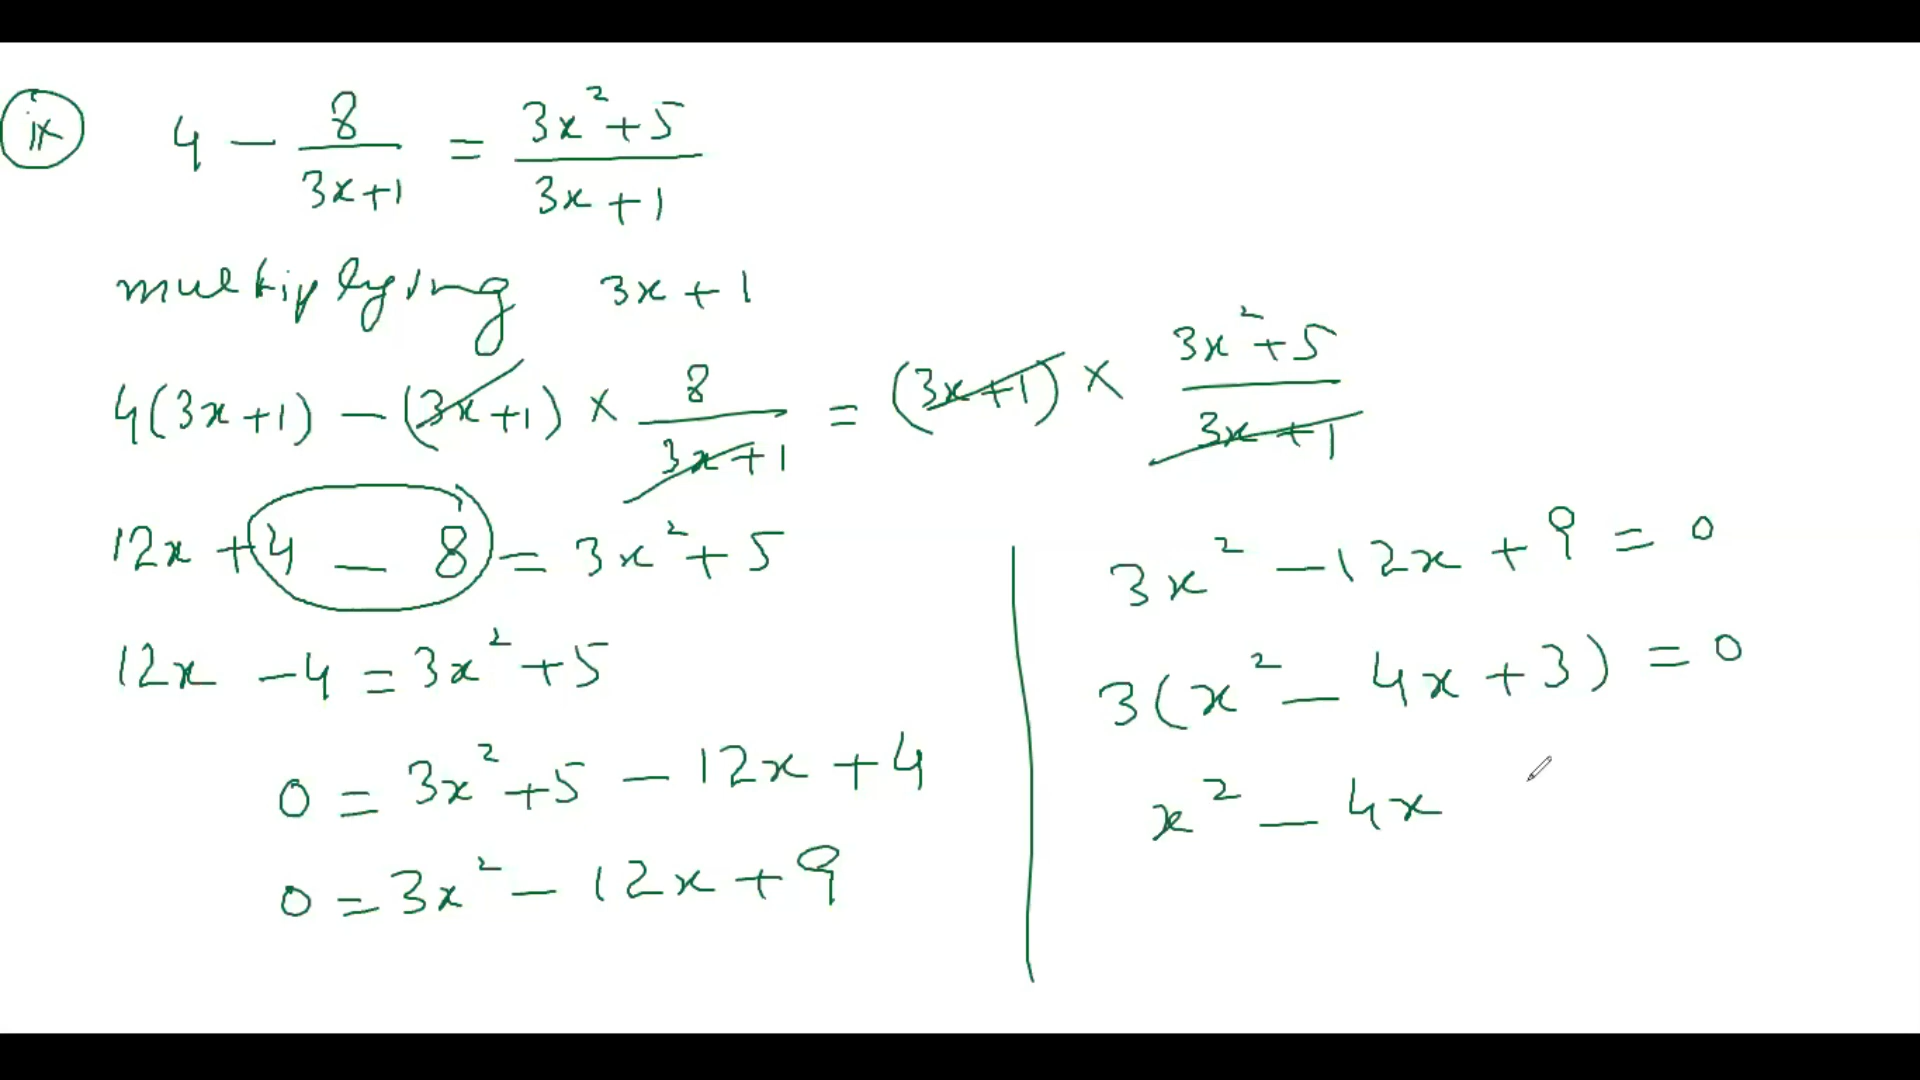 ix 4 - 8/(3x+1) = (3x²+5)/(3x+1)
multiplying 3x+1
4(3x+1) - (3x+1) × 8/(3x+1) = (3x+1) × (3x²+5)/(3x+1)
12x + 4 - 8 = 3x² + 5
12x - 4 = 3x² + 5
0 = 3x² + 5 - 12x + 4
0 = 3x² - 12x + 9
3x² - 12x + 9 = 0
3(x² - 4x + 3) = 0
x² - 4x